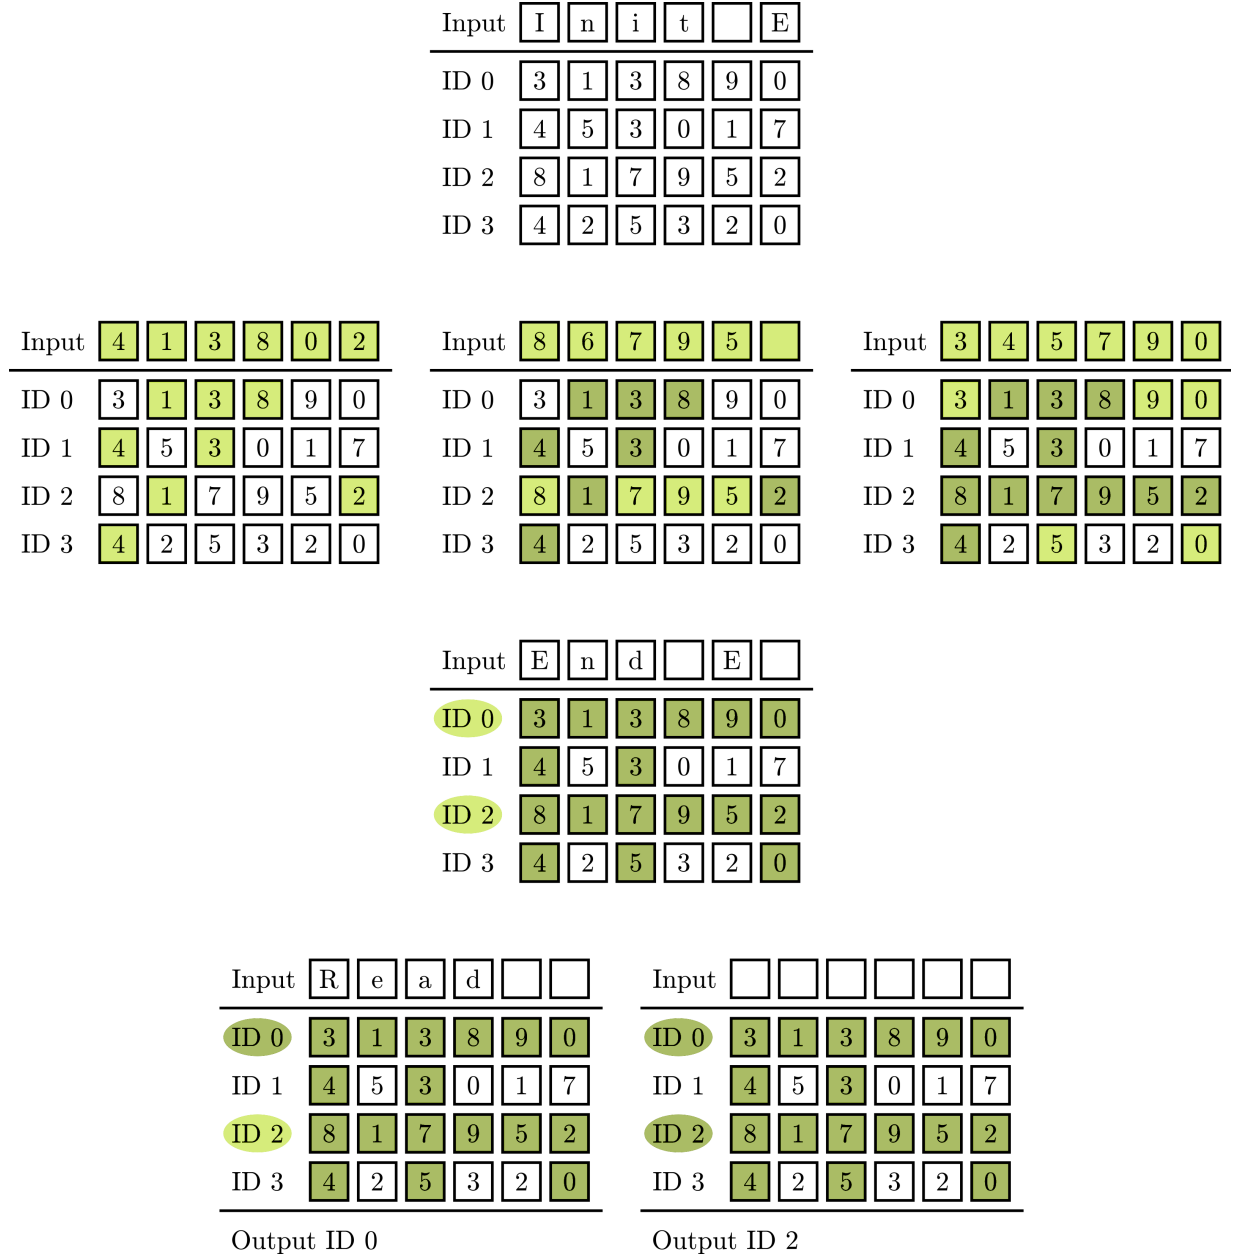 Input I n i t E
ID 0 3 1 3 8 9 0
ID 1 4 5 3 0 1 7
ID 2 8 1 7 9 5 2
ID 3 4 2 5 3 2 0
Input 4 1 3 8 0 2
ID 0 3 1 3 8 9 0
ID 1 4 5 3 0 1 7
ID 2 8 1 7 9 5 2
ID 3 4 2 5 3 2 0
Input 8 6 7 9 5
ID 0 3 1 3 8 9 0
ID 1 4 5 3 0 1 7
ID 2 8 1 7 9 5 2
ID 3 4 2 5 3 2 0
Input 3 4 5 7 9 0
ID 0 3 1 3 8 9 0
ID 1 4 5 3 0 1 7
ID 2 8 1 7 9 5 2
ID 3 4 2 5 3 2 0
Input E n d E
ID 0 3 1 3 8 9 0
ID 1 4 5 3 0 1 7
ID 2 8 1 7 9 5 2
ID 3 4 2 5 3 2 0
Input R e a d
ID 0 3 1 3 8 9 0
ID 1 4 5 3 0 1 7
ID 2 8 1 7 9 5 2
ID 3 4 2 5 3 2 0
Output ID 0
Input
ID 0 3 1 3 8 9 0
ID 1 4 5 3 0 1 7
ID 2 8 1 7 9 5 2
ID 3 4 2 5 3 2 0
Output ID 2